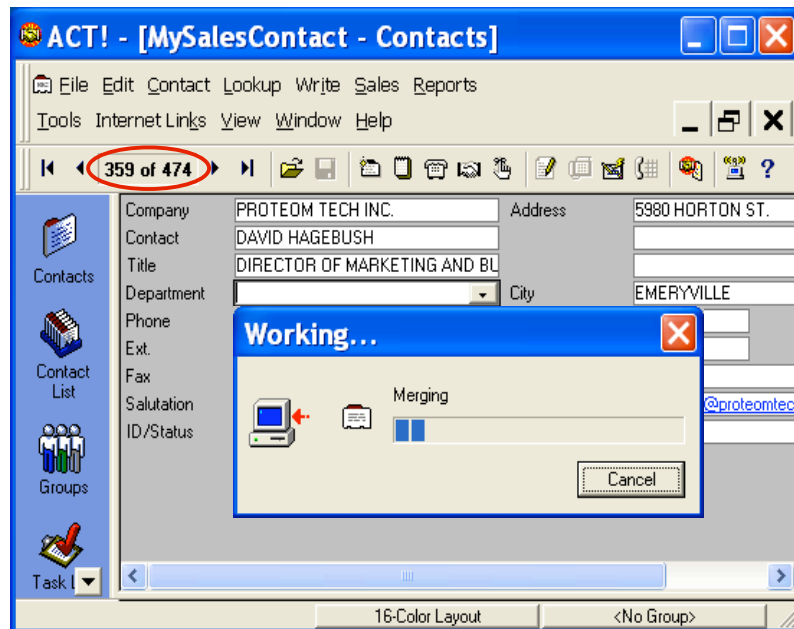 ACT! - [MySalesContact - Contacts]
File Edit Contact Lookup Write Sales Reports
Tools Internet Links View Window Help
359 of 474
?
Company PROTEOM TECH INC. Address 5980 HORTON ST.
Contact DAVID HAGEBUSH
Title DIRECTOR OF MARKETING AND BU
Department City EMERYVILLE
Phone
Ext.
Fax
Salutation @proteomtec
ID/Status
Contacts
Contact
List
Groups
Task L
Working...
Merging
Cancel
16-Color Layout <No Group>